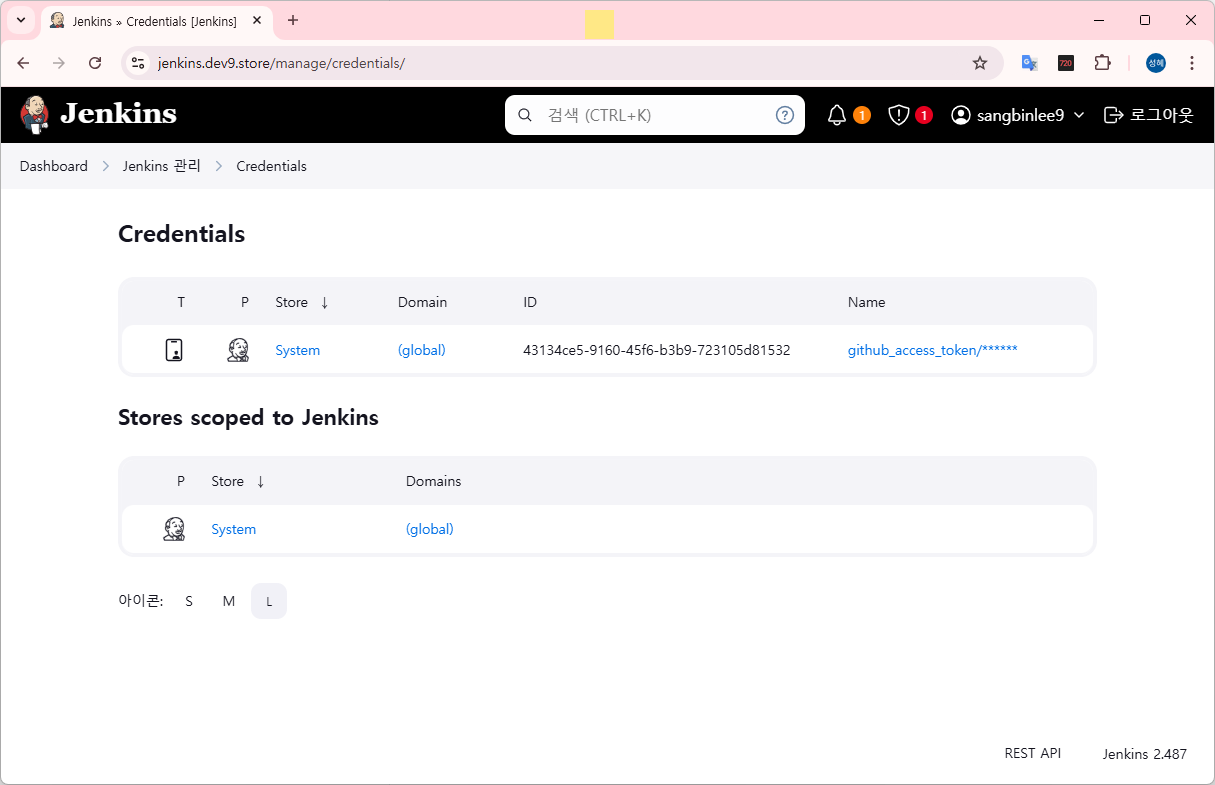 Jenkins » Credentials [Jenkins]
jenkins.dev9.store/manage/credentials/
720
성혜
Jenkins
검색 (CTRL+K)
?
1
1
sangbinlee9
로그아웃
Dashboard > Jenkins 관리 > Credentials
Credentials
T P Store ↓ Domain ID Name
System (global) 43134ce5-9160-45f6-b3b9-723105d81532 github_access_token/******
Stores scoped to Jenkins
P Store ↓ Domains
System (global)
아이콘: S M L
REST API Jenkins 2.487